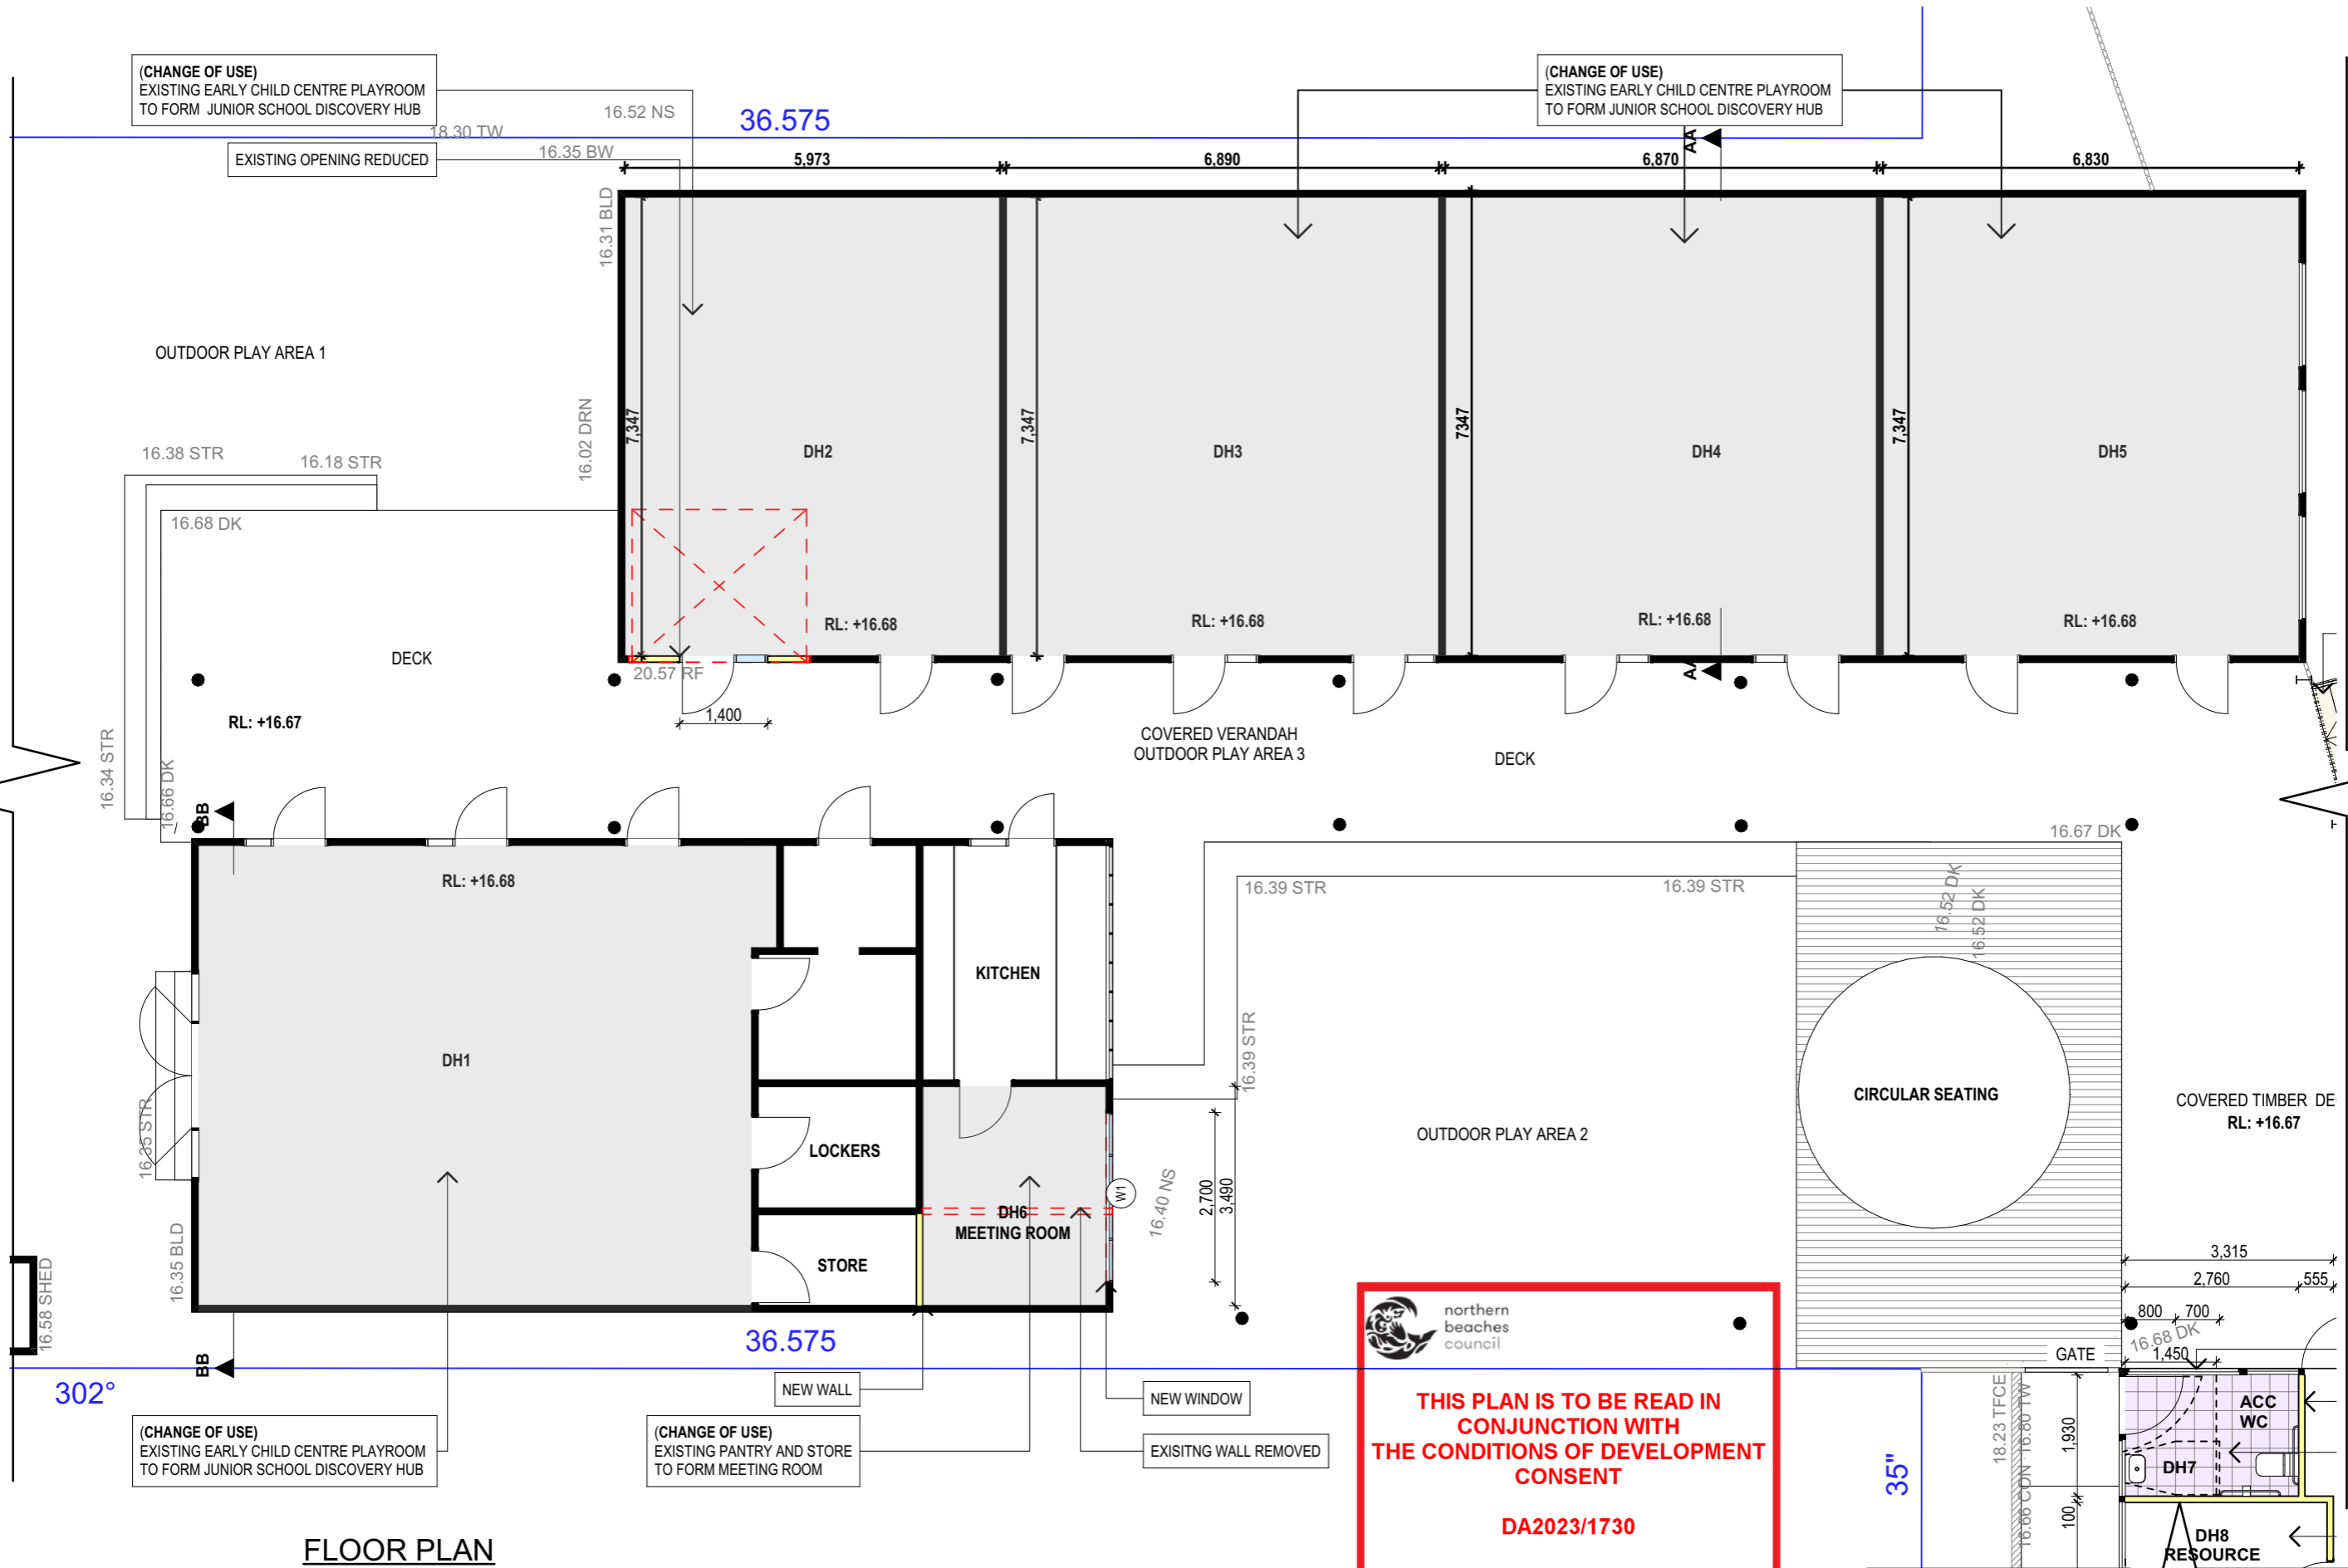 (CHANGE OF USE)
EXISTING EARLY CHILD CENTRE PLAYROOM
TO FORM JUNIOR SCHOOL DISCOVERY HUB
EXISTING OPENING REDUCED
18.30 TW
16.52 NS
16.35 BW
36.575
(CHANGE OF USE)
EXISTING EARLY CHILD CENTRE PLAYROOM
TO FORM JUNIOR SCHOOL DISCOVERY HUB
AA
5,973
6,890
6,870
6,830
16.31 BLD
OUTDOOR PLAY AREA 1
16.02 DRN
7,347
7,347
7347
7,347
DH2
DH3
DH4
DH5
16.38 STR
16.18 STR
16.68 DK
RL: +16.68
RL: +16.68
RL: +16.68
RL: +16.68
DECK
20.57 RF
AA
RL: +16.67
1,400
COVERED VERANDAH
OUTDOOR PLAY AREA 3
DECK
16.34 STR
16.66 DK
BB
16.67 DK
RL: +16.68
16.39 STR
16.39 STR
16.52 DK
16.52 DK
KITCHEN
DH1
16.39 STR
16.35 STR
CIRCULAR SEATING
COVERED TIMBER DE
RL: +16.67
OUTDOOR PLAY AREA 2
LOCKERS
W1
16.40 NS
2,700
3,490
DH6
MEETING ROOM
STORE
16.35 BLD
16.58 SHED
3,315
2,760
555
800
700
16.68 DK
1,450
GATE
36.575
BB
302°
NEW WALL
NEW WINDOW
(CHANGE OF USE)
EXISTING EARLY CHILD CENTRE PLAYROOM
TO FORM JUNIOR SCHOOL DISCOVERY HUB
(CHANGE OF USE)
EXISTING PANTRY AND STORE
TO FORM MEETING ROOM
EXISITNG WALL REMOVED
northern
beaches
council
THIS PLAN IS TO BE READ IN
CONJUNCTION WITH
THE CONDITIONS OF DEVELOPMENT
CONSENT
DA2023/1730
35"
18.23 TFCE
16.66 CON
16.80 TW
1,930
100
ACC
WC
DH7
DH8
RESOURCE
FLOOR PLAN